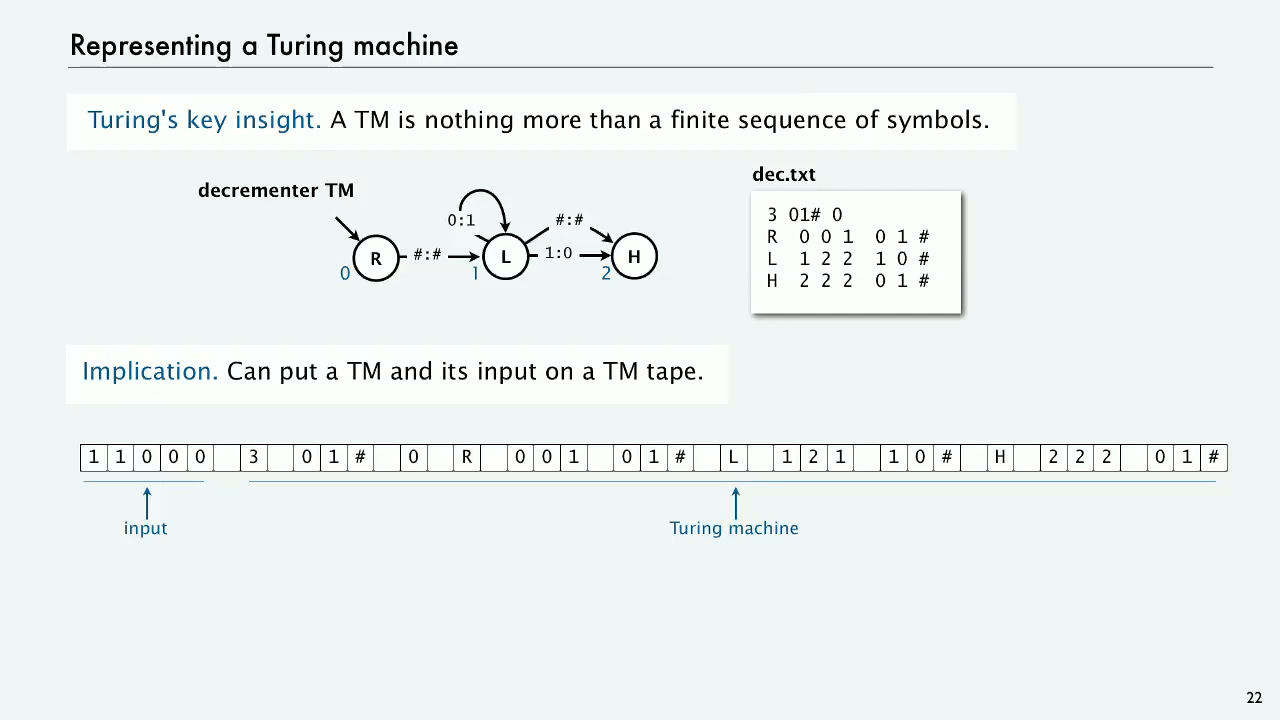 Representing a Turing machine
Turing's key insight. A TM is nothing more than a finite sequence of symbols.
decrementer TM
R
0
#:#
0:1
L
1
#:#
1:0
H
2
dec.txt
3 01# 0
R 0 0 1 0 1 #
L 1 2 2 1 0 #
H 2 2 2 0 1 #
Implication. Can put a TM and its input on a TM tape.
1 1 0 0 0 3 0 1 # 0 R 0 0 1 0 1 # L 1 2 1 1 0 # H 2 2 2 0 1 #
input
Turing machine
22